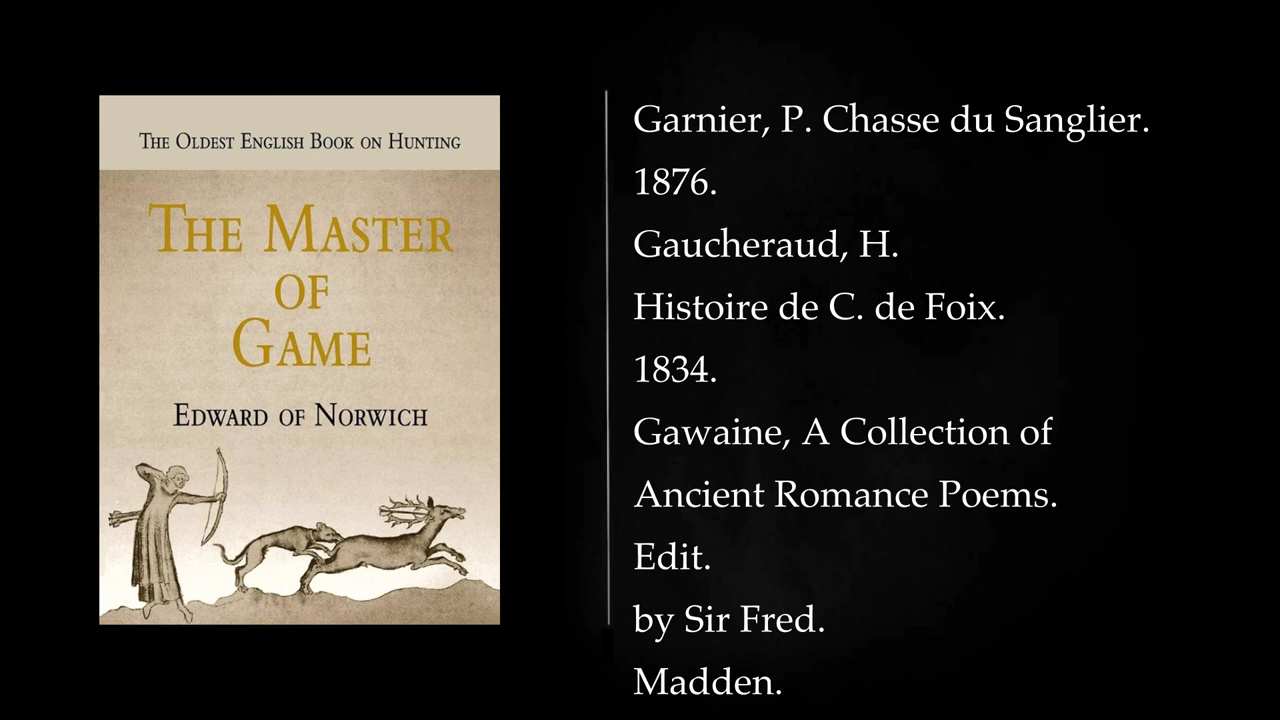 The Oldest English Book on Hunting
The Master
of
Game
Edward of Norwich
Garnier, P. Chasse du Sanglier.
1876.
Gaucheraud, H.
Histoire de C. de Foix.
1834.
Gawaine, A Collection of
Ancient Romance Poems.
Edit.
by Sir Fred.
Madden.